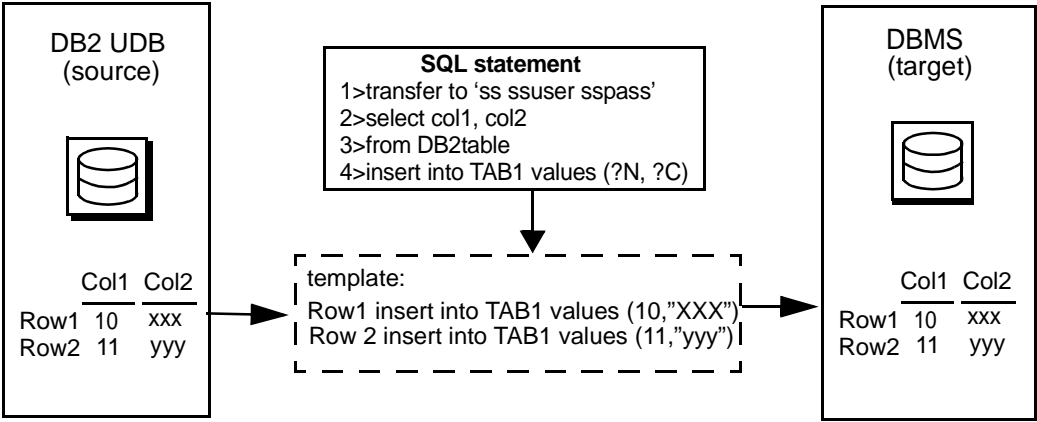 DB2 UDB
(source)
Col1 Col2
Row1 10 xxx
Row2 11 yyy
SQL statement
1>transfer to ‘ss ssuser sspass’
2>select col1, col2
3>from DB2table
4>insert into TAB1 values (?N, ?C)
template:
Row1 insert into TAB1 values (10,”XXX”)
Row 2 insert into TAB1 values (11,”yyy”)
DBMS
(target)
Col1 Col2
Row1 10 xxx
Row2 11 yyy